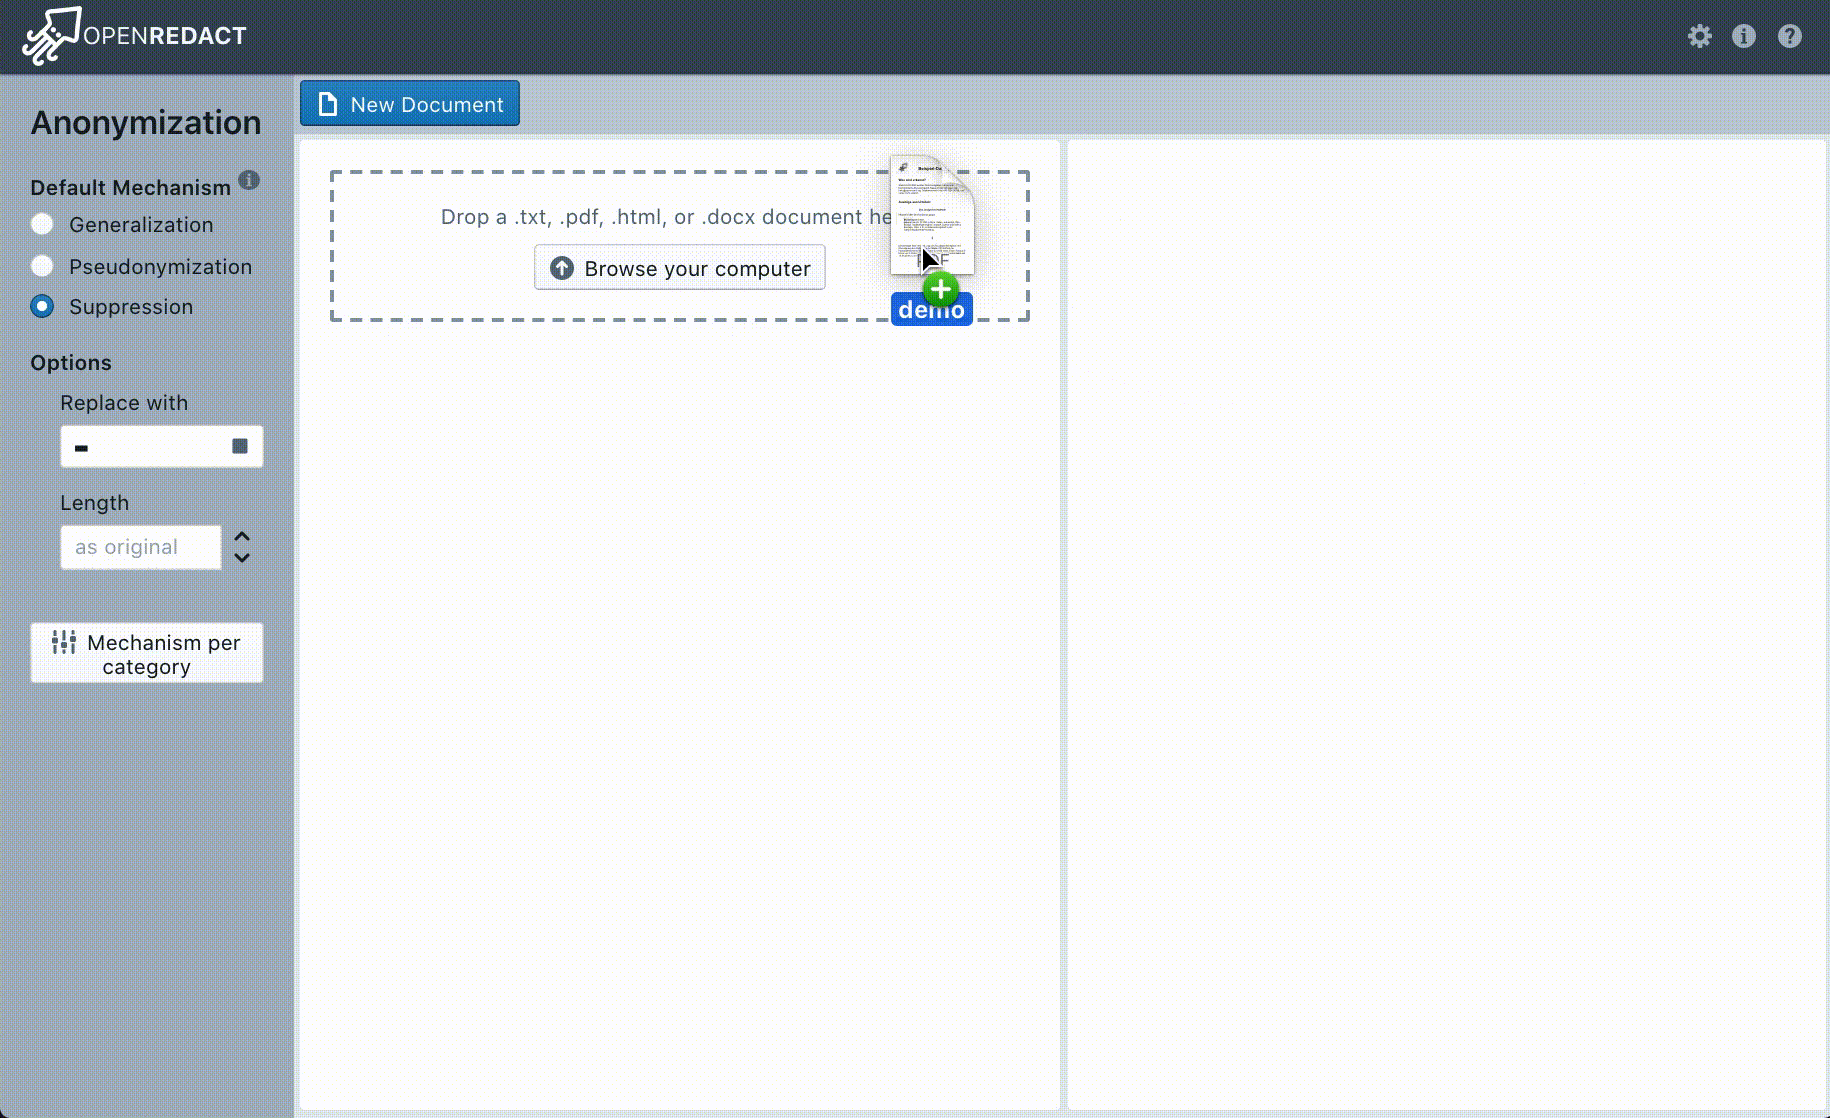 OPENREDACT
Anonymization
Default Mechanism
Generalization
Pseudonymization
Suppression
Options
Replace with
-
Length
as original
Mechanism per
category
New Document
Drop a .txt, .pdf, .html, or .docx document he
Browse your computer
demo